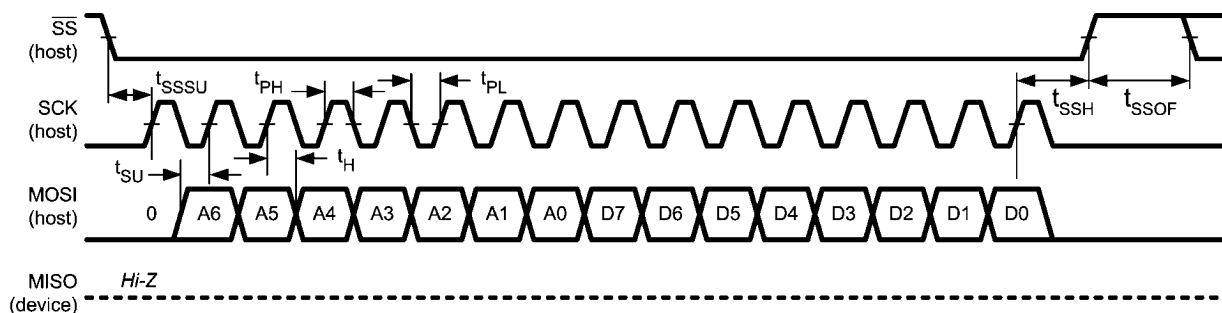 SS
(host)
tSSSU
tPH
tPL
SCK
(host)
tSSH
tSSOF
tSU
tH
MOSI
(host)
0 A6 A5 A4 A3 A2 A1 A0 D7 D6 D5 D4 D3 D2 D1 D0
MISO
(device)
Hi-Z